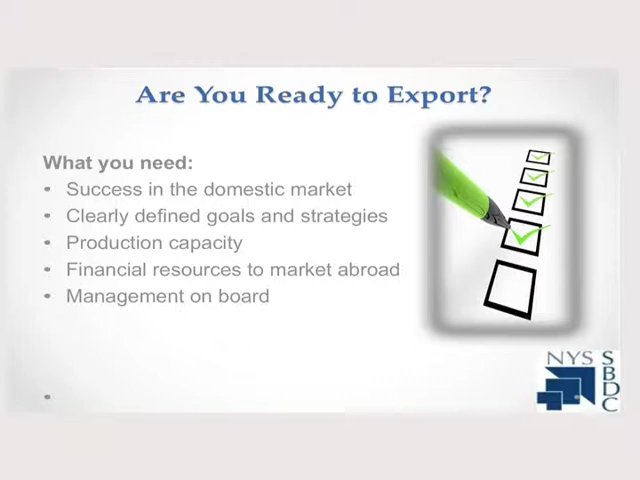 Are You Ready to Export?
What you need:
• Success in the domestic market
• Clearly defined goals and strategies
• Production capacity
• Financial resources to market abroad
• Management on board
•
NYS SBDC